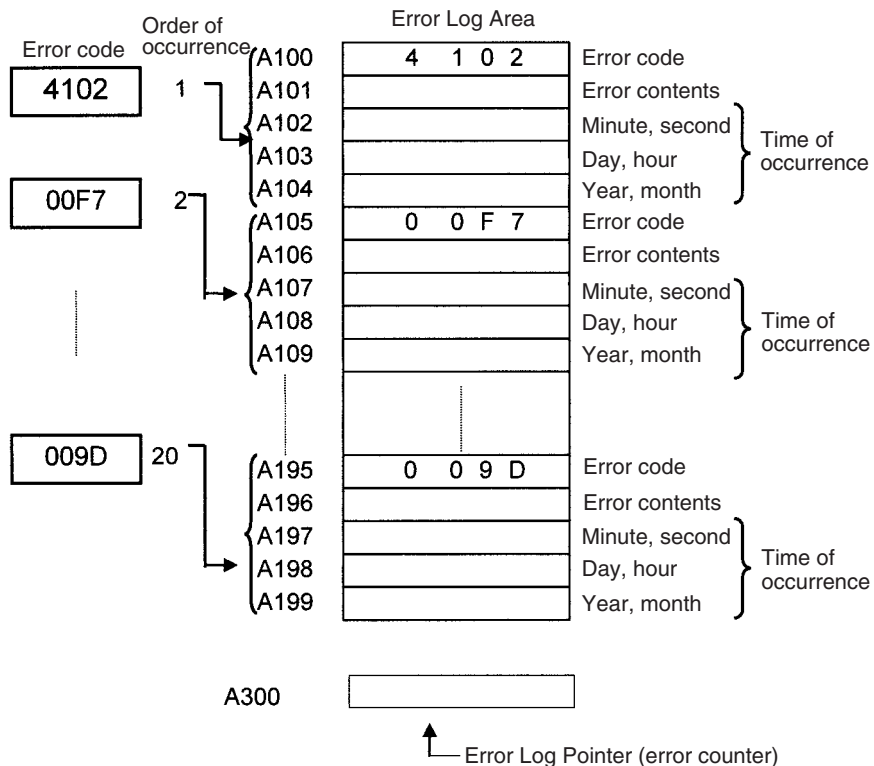 Error Log Area
Order of
occurrence
Error code
4102 1
A100 4 1 0 2 Error code
A101 Error contents
A102 Minute, second
A103 Day, hour
A104 Year, month
Time of
occurrence
00F7 2
A105 0 0 F 7 Error code
A106 Error contents
A107 Minute, second
A108 Day, hour
A109 Year, month
Time of
occurrence
009D 20
A195 0 0 9 D Error code
A196 Error contents
A197 Minute, second
A198 Day, hour
A199 Year, month
Time of
occurrence
A300
Error Log Pointer (error counter)